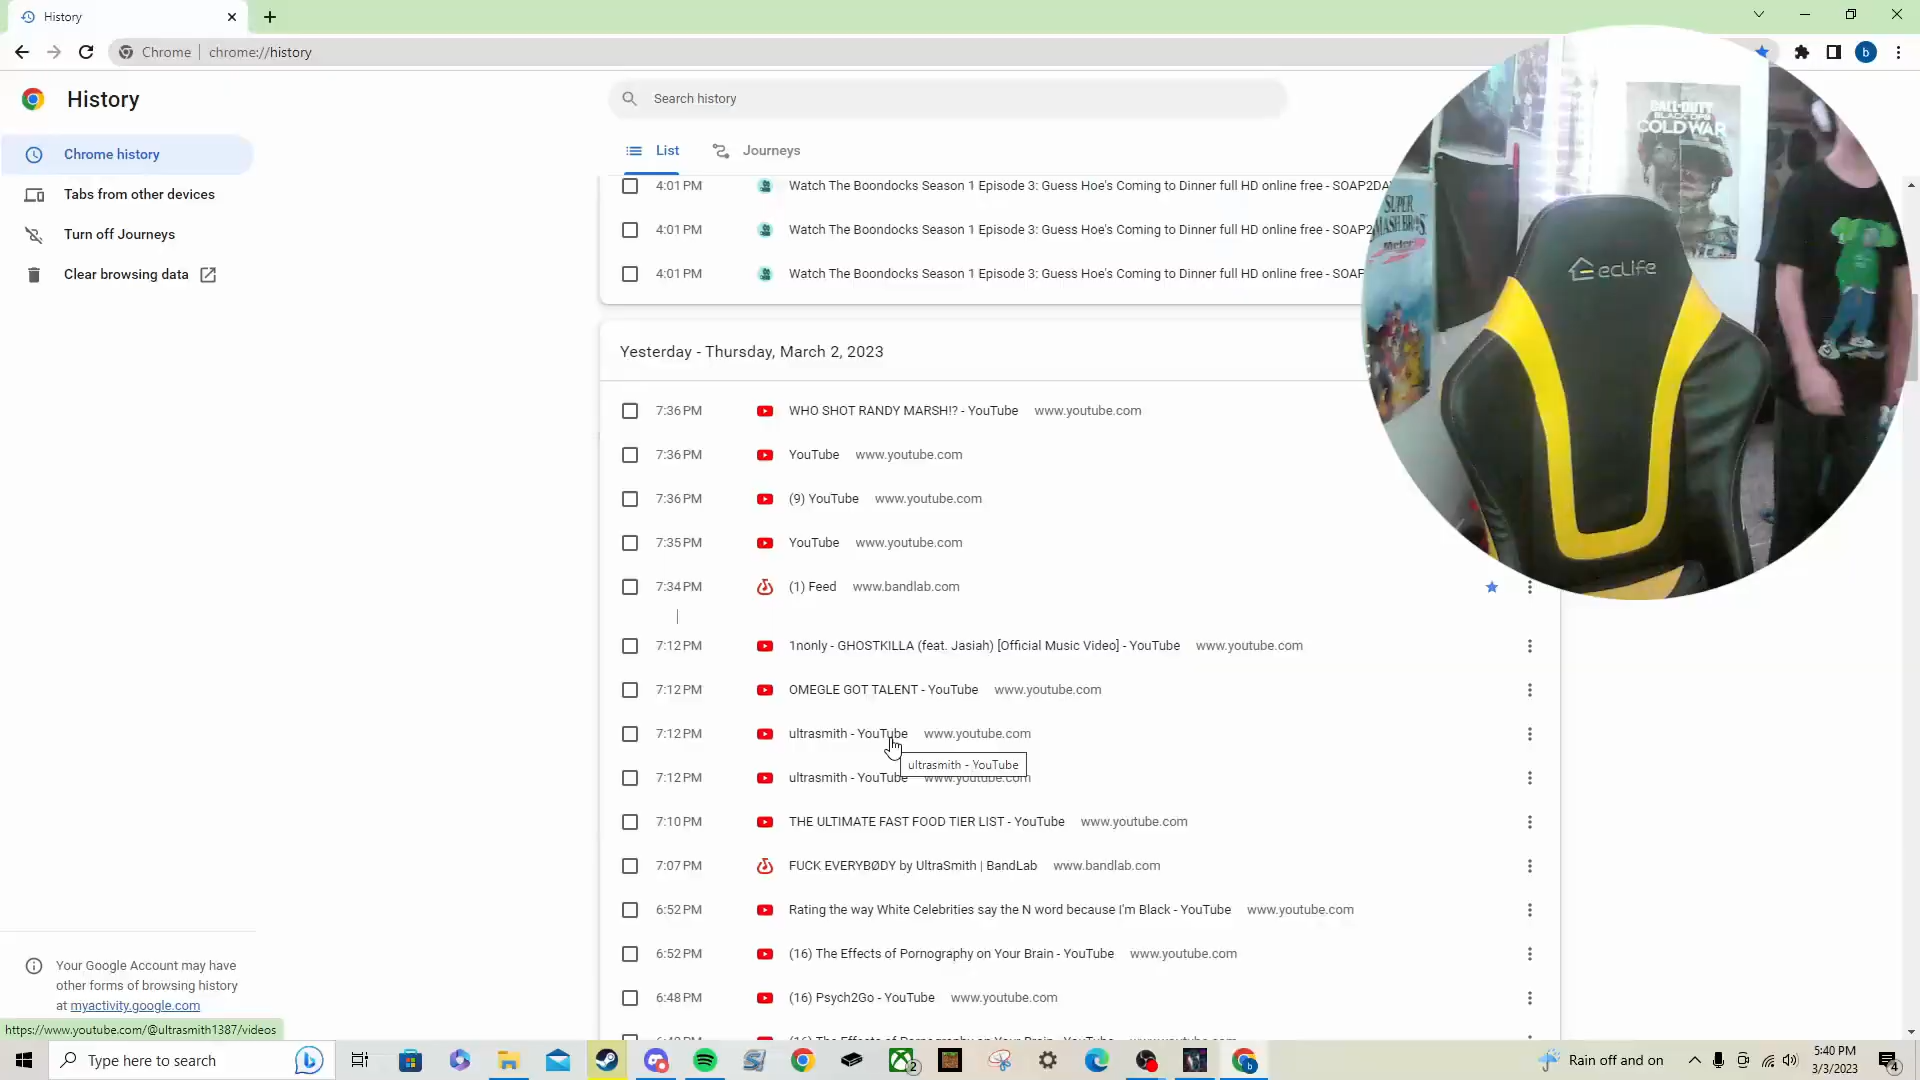 History
Chrome | chrome://history
b
History
Search history
Chrome history
Tabs from other devices
Turn off Journeys
Clear browsing data
List
Journeys
4:01 PM Watch The Boondocks Season 1 Episode 3: Guess Hoe's Coming to Dinner full HD online free - SOAP2DA
4:01 PM Watch The Boondocks Season 1 Episode 3: Guess Hoe's Coming to Dinner full HD online free - SOAP2
4:01 PM Watch The Boondocks Season 1 Episode 3: Guess Hoe's Coming to Dinner full HD online free - SOAP
Yesterday - Thursday, March 2, 2023
7:36 PM WHO SHOT RANDY MARSH!? - YouTube www.youtube.com
7:36 PM YouTube www.youtube.com
7:36 PM (9) YouTube www.youtube.com
7:35 PM YouTube www.youtube.com
7:34 PM (1) Feed www.bandlab.com
7:12 PM 1nonly - GHOSTKILLA (feat. Jasiah) [Official Music Video] - YouTube www.youtube.com
7:12 PM OMEGLE GOT TALENT - YouTube www.youtube.com
7:12 PM ultrasmith - YouTube www.youtube.com
ultrasmith - YouTube
7:12 PM ultrasmith - YouTube www.youtube.com
7:10 PM THE ULTIMATE FAST FOOD TIER LIST - YouTube www.youtube.com
7:07 PM FUCK EVERYBØDY by UltraSmith | BandLab www.bandlab.com
6:52 PM Rating the way White Celebrities say the N word because I'm Black - YouTube www.youtube.com
6:52 PM (16) The Effects of Pornography on Your Brain - YouTube www.youtube.com
6:48 PM (16) Psych2Go - YouTube www.youtube.com
CALL OF DUTY
BLACK OPS
COLD WAR
SUPER
SMASH BROS.
Melee
ecLife
Your Google Account may have
other forms of browsing history
at myactivity.google.com
https://www.youtube.com/@ultrasmith1387/videos
Type here to search
2
b
Rain off and on
5:40 PM
3/3/2023
4